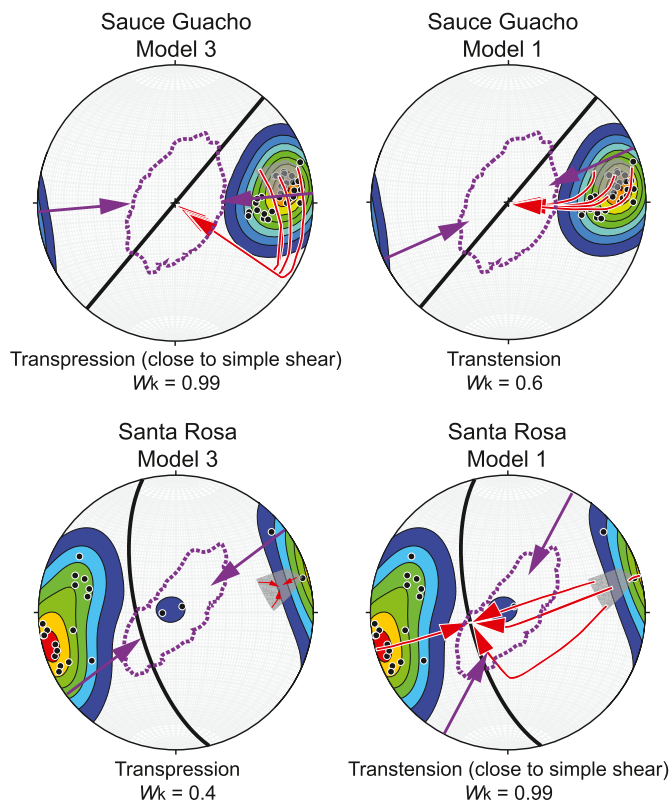 Sauce Guacho
Model 3
Sauce Guacho
Model 1
Transpression (close to simple shear)
Wk = 0.99
Transtension
Wk = 0.6
Santa Rosa
Model 3
Santa Rosa
Model 1
Transpression
Wk = 0.4
Transtension (close to simple shear)
Wk = 0.99